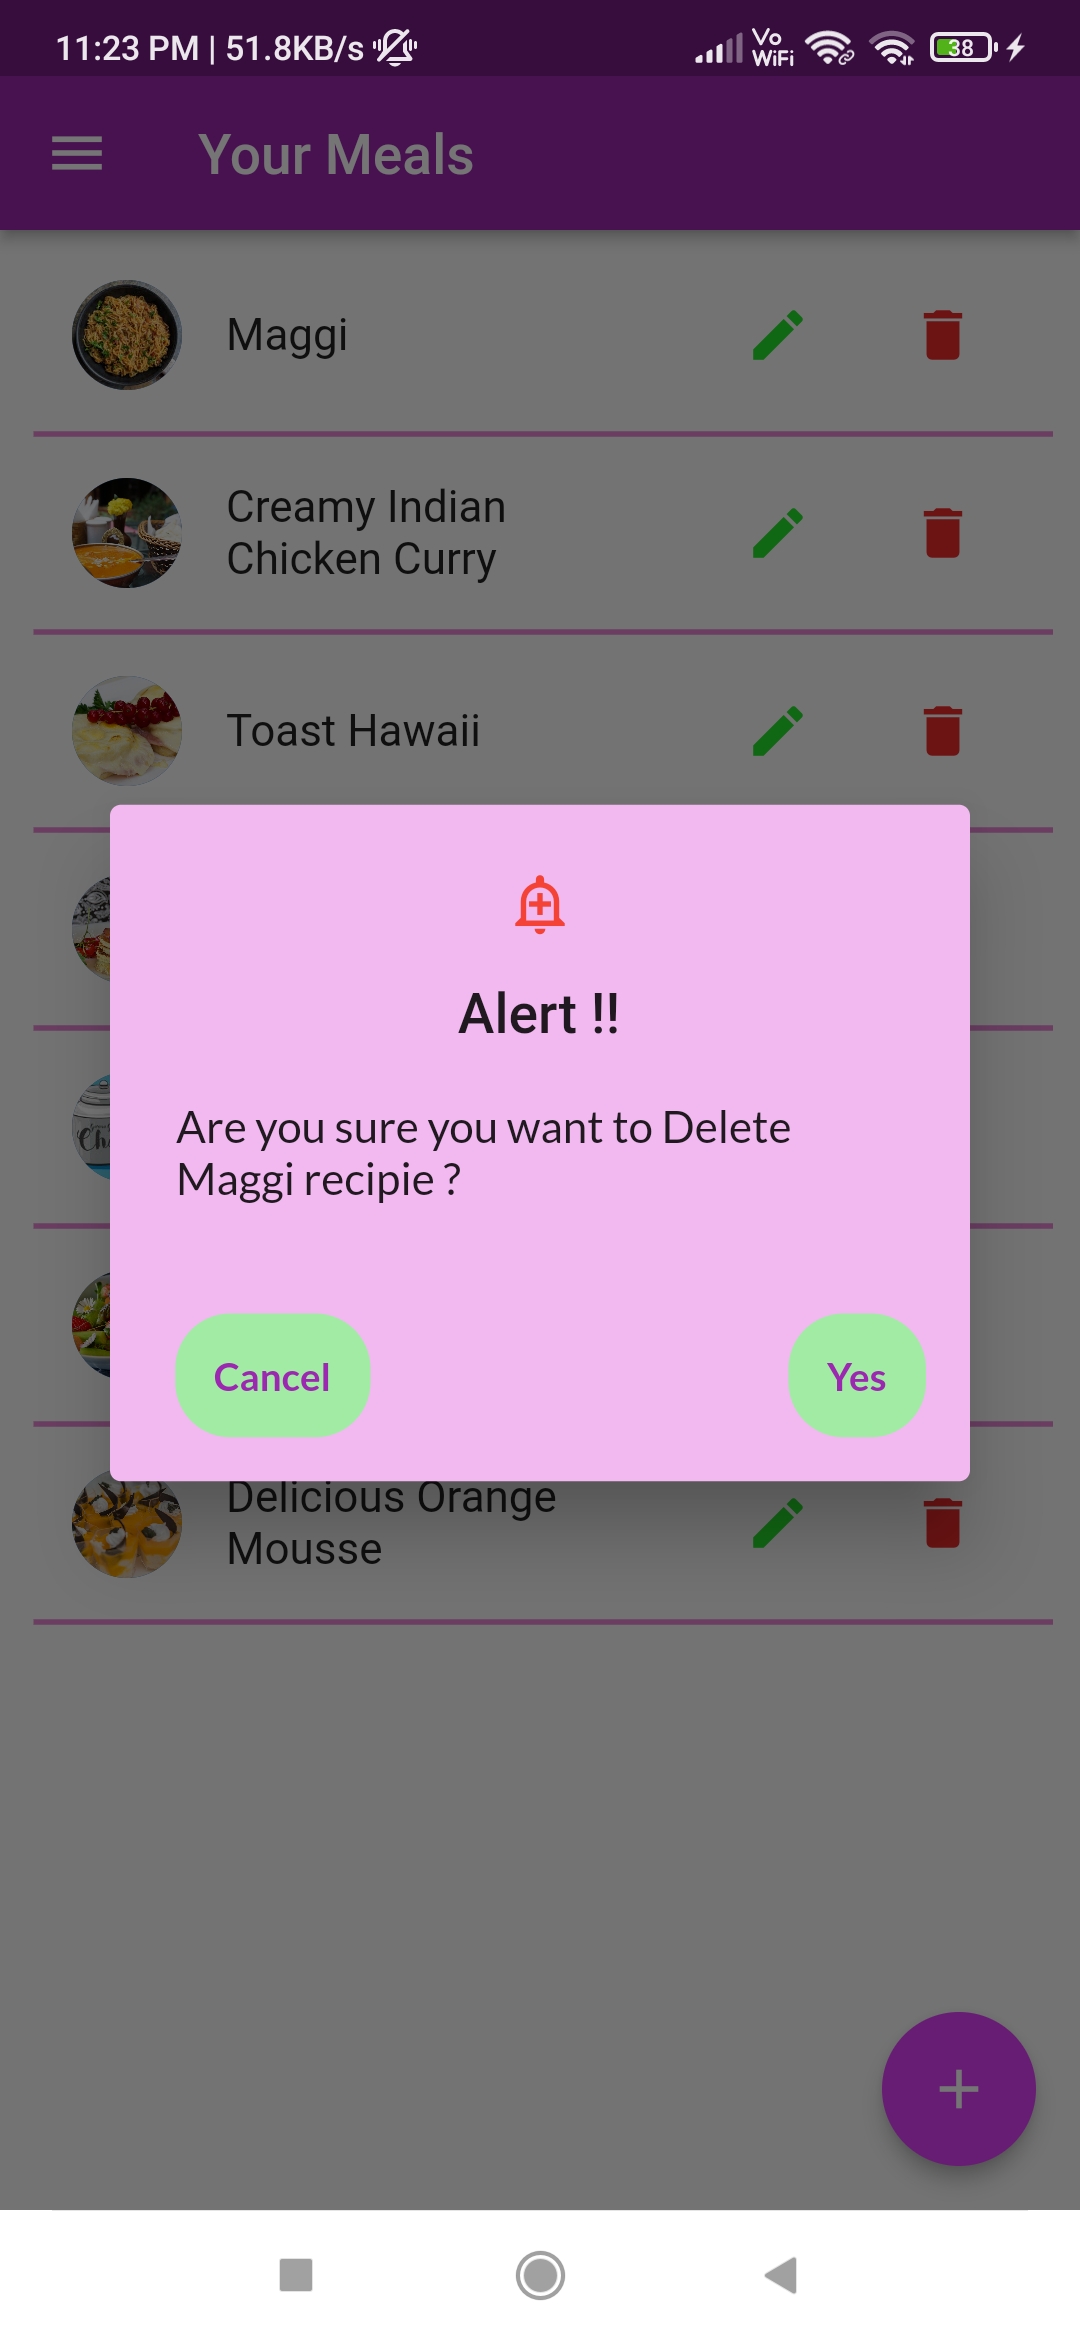 11:23 PM | 51.8KB/s
Vo
WiFi
38
Your Meals
Maggi
Creamy Indian
Chicken Curry
Toast Hawaii
Alert !!
Are you sure you want to Delete
Maggi recipie ?
Cancel
Yes
Delicious Orange
Mousse